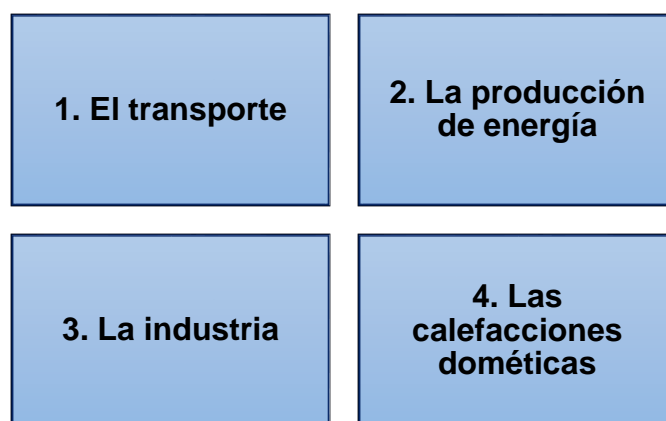 1. El transporte
2. La producción
de energía
3. La industria
4. Las
calefacciones
dométicas